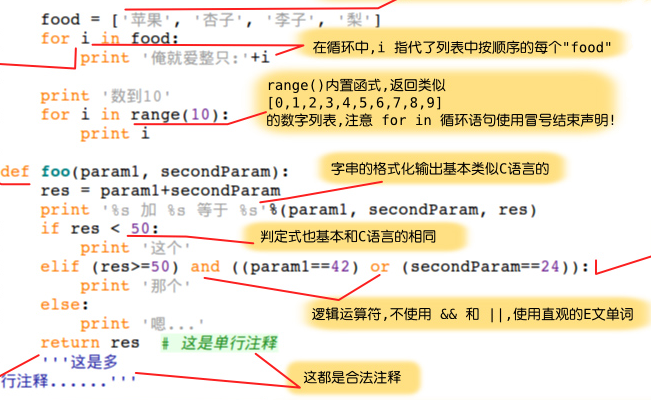 food = ['苹果', '杏子', '李子', '梨']
for i in food:
在循环中,i 指代了列表中按顺序的每个"food"
print '俺就爱整只:'+i
print '数到10'
for i in range(10):
print i
range()内置函式,返回类似
[0,1,2,3,4,5,6,7,8,9]
的数字列表,注意 for in 循环语句使用冒号结束声明!
def foo(param1, secondParam):
字串的格式化输出基本类似C语言的
res = param1+secondParam
print '%s 加 %s 等于 %s'%(param1, secondParam, res)
if res < 50:
判定式也基本和C语言的相同
print '这个'
elif (res>=50) and ((param1==42) or (secondParam==24)):
print '那个'
else:
逻辑运算符,不使用 && 和 ||,使用直观的E文单词
print '嗯...'
return res # 这是单行注释
'''这是多
行注释......'''
这都是合法注释